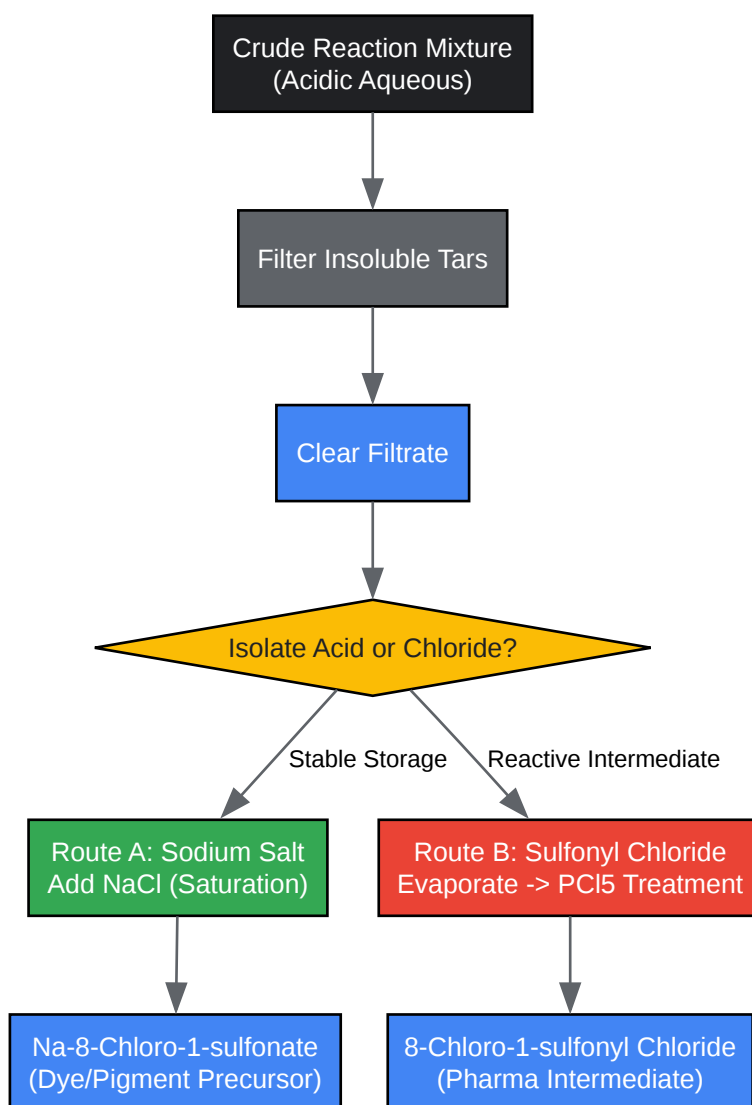 Crude Reaction Mixture
(Acidic Aqueous)
Filter Insoluble Tars
Clear Filtrate
Isolate Acid or Chloride?
Stable Storage
Reactive Intermediate
Route A: Sodium Salt
Add NaCl (Saturation)
Route B: Sulfonyl Chloride
Evaporate -> PCl5 Treatment
Na-8-Chloro-1-sulfonate
(Dye/Pigment Precursor)
8-Chloro-1-sulfonyl Chloride
(Pharma Intermediate)